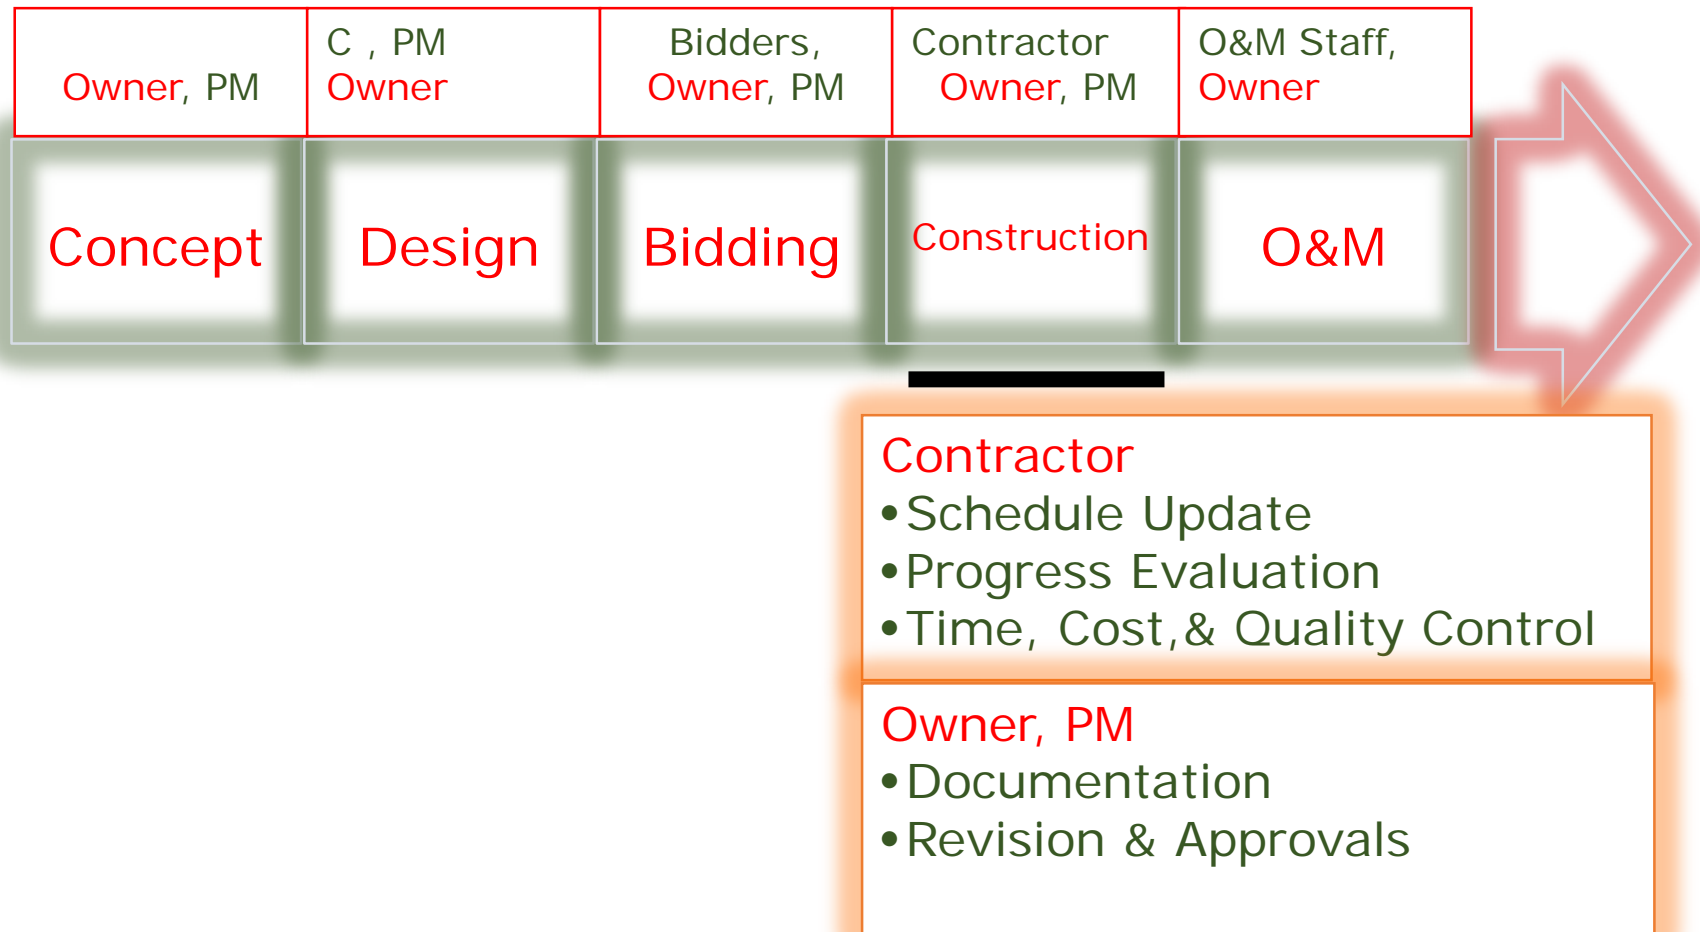 Owner, PM
C , PM
Owner
Bidders,
Owner, PM
Contractor
Owner, PM
O&M Staff,
Owner
Concept
Design
Bidding
Construction
O&M
Contractor
•Schedule Update
•Progress Evaluation
•Time, Cost,& Quality Control
Owner, PM
•Documentation
•Revision & Approvals